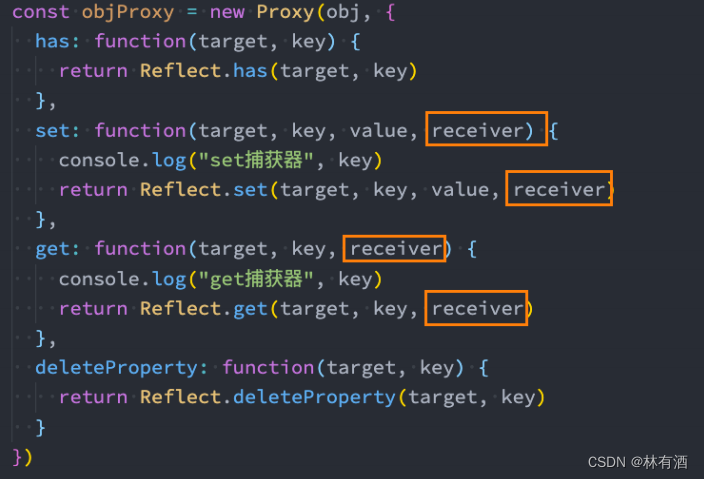 const objProxy = new Proxy(obj, {
  has: function(target, key) {
    return Reflect.has(target, key)
  },
  set: function(target, key, value, receiver) {
    console.log("set捕获器", key)
    return Reflect.set(target, key, value, receiver)
  },
  get: function(target, key, receiver) {
    console.log("get捕获器", key)
    return Reflect.get(target, key, receiver)
  },
  deleteProperty: function(target, key) {
    return Reflect.deleteProperty(target, key)
  }
})
CSDN @林有酒